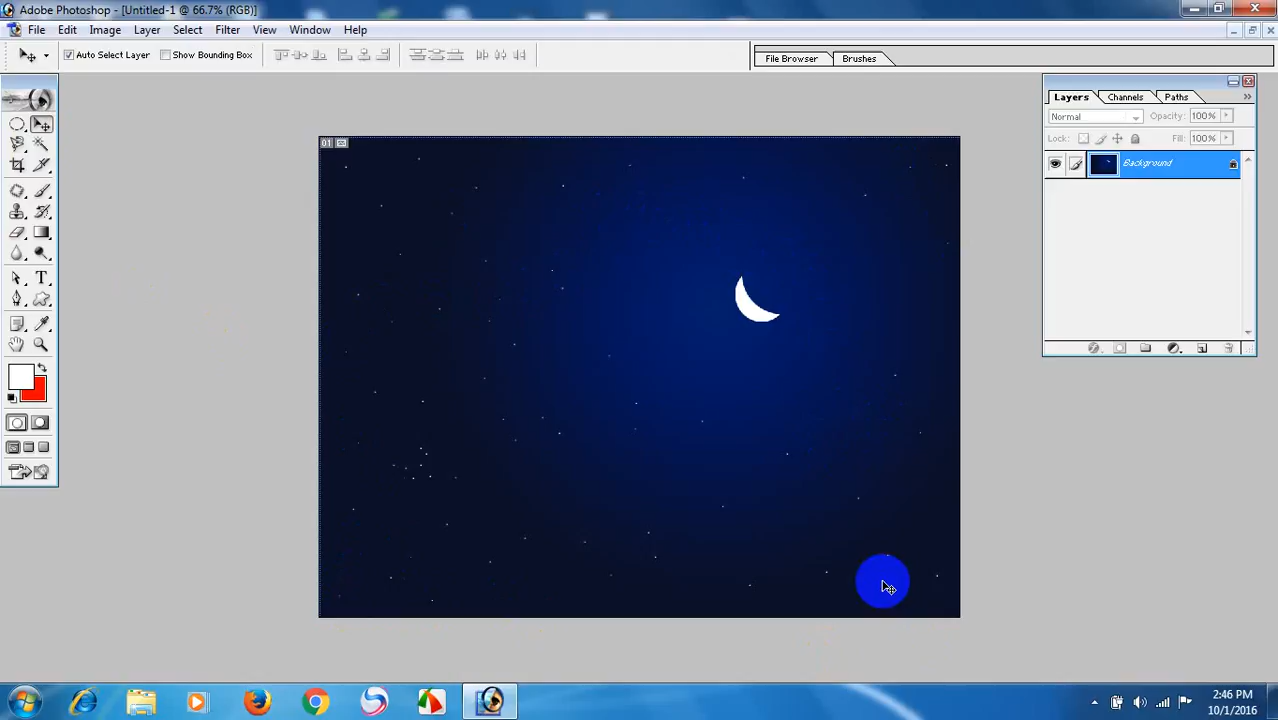 Adobe Photoshop - [Untitled-1 @ 66.7% (RGB)]
File Edit Image Layer Select Filter View Window Help
Auto Select Layer Show Bounding Box
File Browser Brushes
Layers Channels Paths
Normal Opacity: 100%
Lock: Fill: 100%
Background
01
T
2:46 PM
10/1/2016